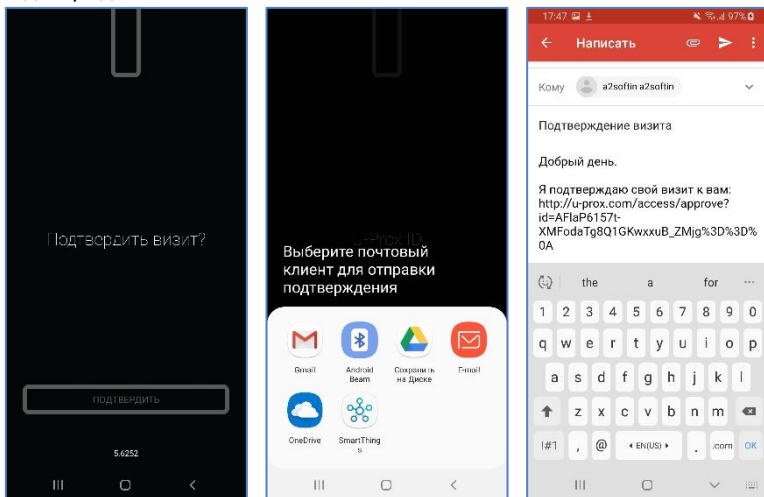 Подтвердить визит?
ПОДТВЕРДИТЬ
5.6252
U-Prox ID
Выберите почтовый
клиент для отправки
подтверждения
Gmail
Android
Beam
Сохранить
на Диске
E-mail
OneDrive
SmartThing
s
17:47
97%
Написать
Кому
a2softin a2softin
Подтверждение визита
Добрый день.
Я подтверждаю свой визит к вам:
http://u-prox.com/access/approve?
id=AFlaP6157t-
XMFodaTg8Q1GKwxxuB_ZMjg%3D%3D%
0A
the a for ...
1 2 3 4 5 6 7 8 9 0
q w e r t y u i o p
a s d f g h j k l
z x c v b n m
!#1 , @ EN(US) . .com OK